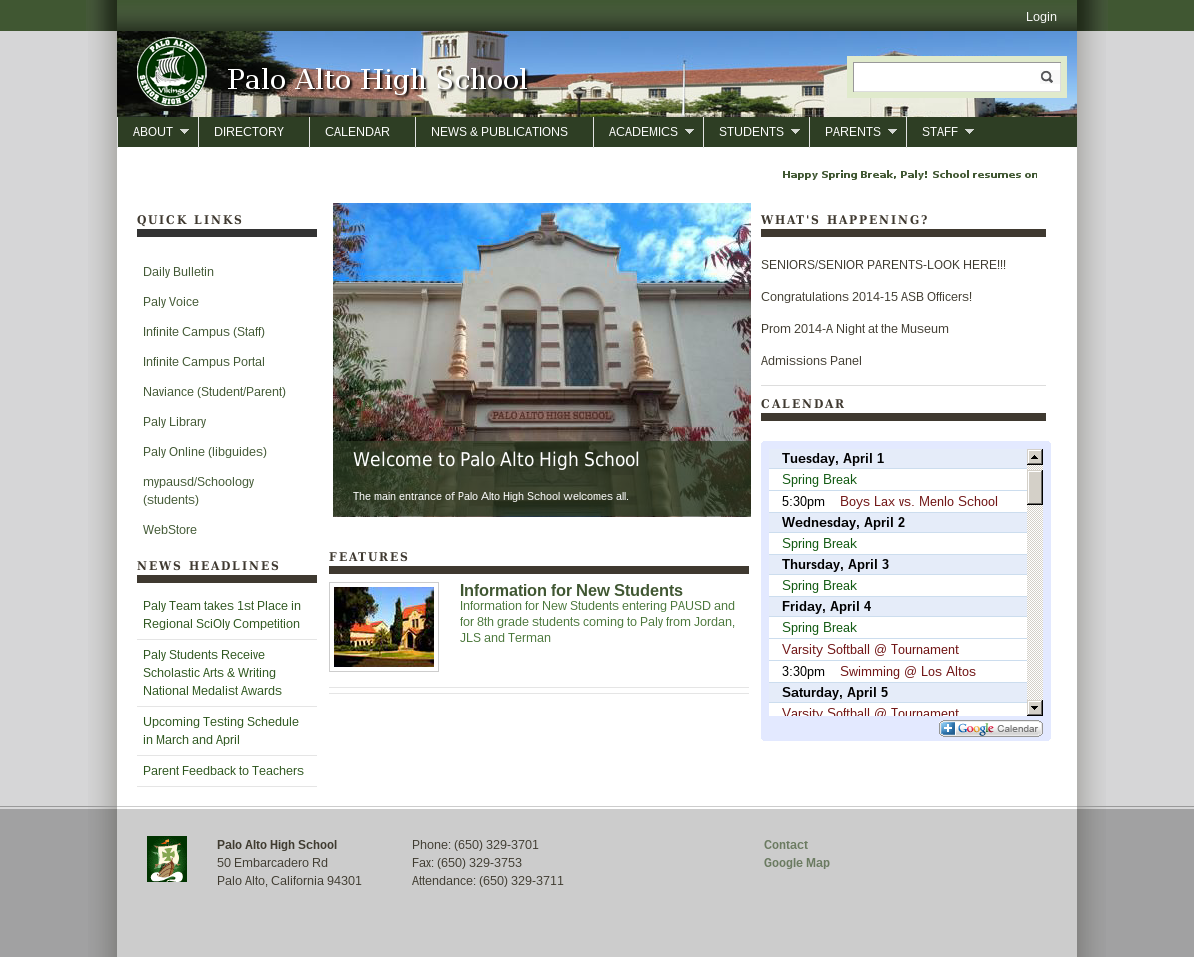 Login
PALO ALTO
Vikings
SENIOR HIGH SCHOOL
Palo Alto High School
ABOUT
DIRECTORY
CALENDAR
NEWS & PUBLICATIONS
ACADEMICS
STUDENTS
PARENTS
STAFF
Happy Spring Break, Paly! School resumes on
QUICK LINKS
Daily Bulletin
Paly Voice
Infinite Campus (Staff)
Infinite Campus Portal
Naviance (Student/Parent)
Paly Library
Paly Online (libguides)
mypausd/Schoology
(students)
WebStore
NEWS HEADLINES
Paly Team takes 1st Place in
Regional SciOly Competition
Paly Students Receive
Scholastic Arts & Writing
National Medalist Awards
Upcoming Testing Schedule
in March and April
Parent Feedback to Teachers
PALO ALTO HIGH SCHOOL
Welcome to Palo Alto High School
The main entrance of Palo Alto High School welcomes all.
FEATURES
Information for New Students
Information for New Students entering PAUSD and
for 8th grade students coming to Paly from Jordan,
JLS and Terman
WHAT'S HAPPENING?
SENIORS/SENIOR PARENTS-LOOK HERE!!!
Congratulations 2014-15 ASB Officers!
Prom 2014-A Night at the Museum
Admissions Panel
CALENDAR
Tuesday, April 1
Spring Break
5:30pm Boys Lax vs. Menlo School
Wednesday, April 2
Spring Break
Thursday, April 3
Spring Break
Friday, April 4
Spring Break
Varsity Softball @ Tournament
3:30pm Swimming @ Los Altos
Saturday, April 5
Varsity Softball @ Tournament
Google Calendar
Palo Alto High School
50 Embarcadero Rd
Palo Alto, California 94301
Phone: (650) 329-3701
Fax: (650) 329-3753
Attendance: (650) 329-3711
Contact
Google Map